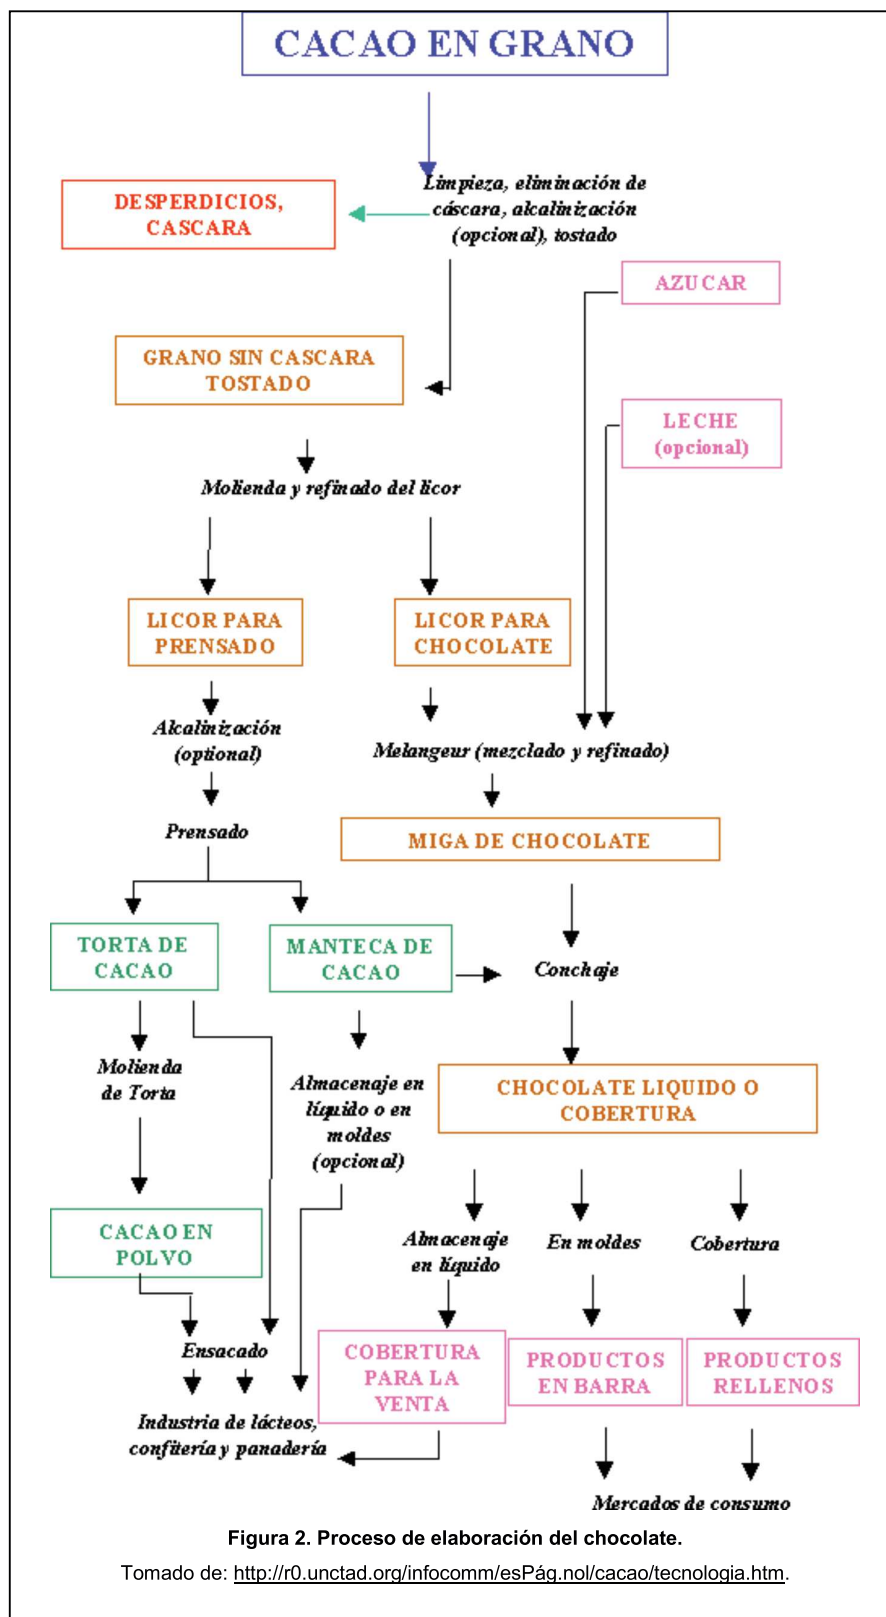 CACAO EN GRANO
Limpieza, eliminación de
cáscara, alcalinización
(opcional), tostado
DESPERDICIOS,
CASCARA
AZUCAR
GRANO SIN CASCARA
TOSTADO
LECHE
(opcional)
Molienda y refinado del licor
LICOR PARA
PRENSADO
LICOR PARA
CHOCOLATE
Alcalinización
(optional)
Melangeur (mezclado y refinado)
Prensado
MIGA DE CHOCOLATE
TORTA DE
CACAO
MANTECA DE
CACAO
Conchaje
Molienda
de Torta
Almacenaje en
líquido o en
moldes
(opcional)
CHOCOLATE LIQUIDO O
COBERTURA
CACAO EN
POLVO
Almacenaje
en líquido
En moldes
Cobertura
Ensacado
COBERTURA
PARA LA
VENTA
PRODUCTOS
EN BARRA
PRODUCTOS
RELLENOS
Industria de lácteos,
confitería y panadería
Mercados de consumo
Figura 2. Proceso de elaboración del chocolate.
Tomado de: http://r0.unctad.org/infocomm/esPág.nol/cacao/tecnologia.htm.